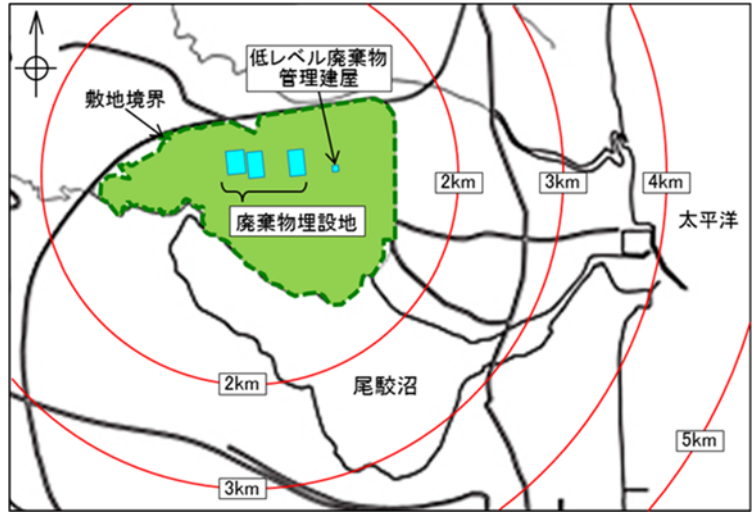 低レベル廃棄物
管理建屋
敷地境界
2km
3km
4km
廃棄物埋設地
太平洋
2km
尾駮沼
5km
3km